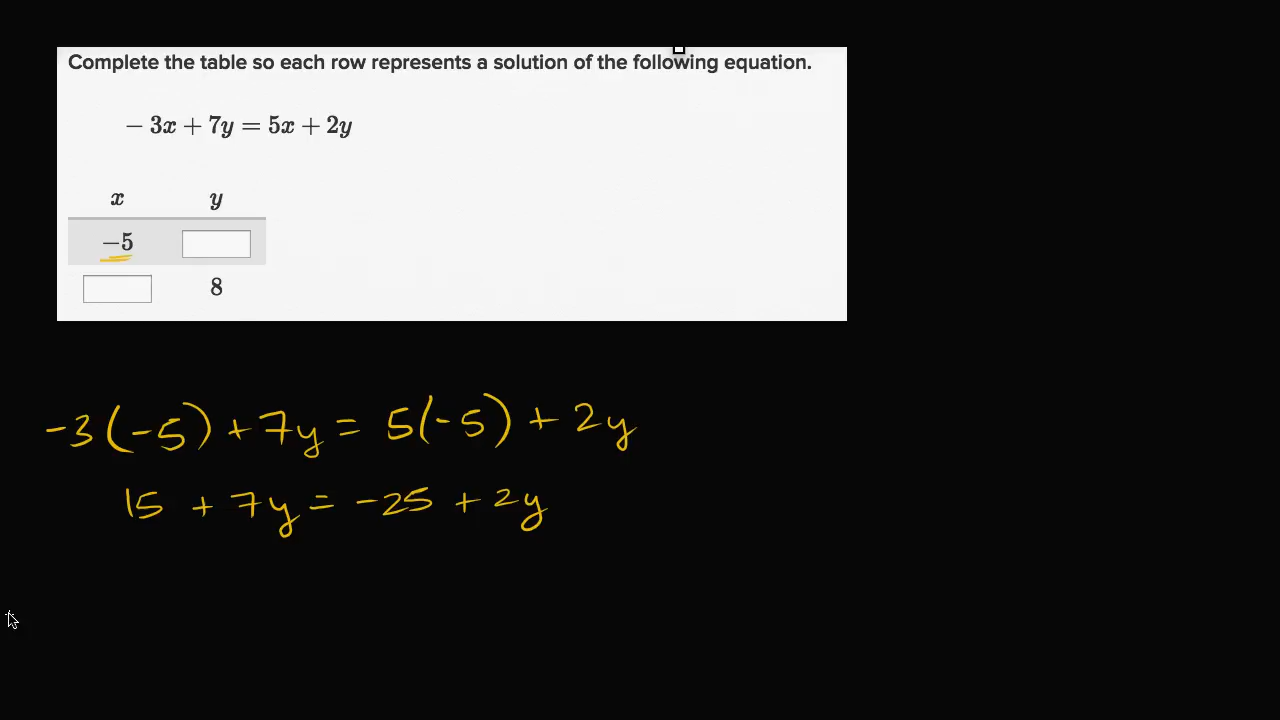 Complete the table so each row represents a solution of the following equation.
− 3x + 7y = 5x + 2y
x y
−5
8
-3(-5) + 7y = 5(-5) + 2y
15 + 7y = -25 + 2y